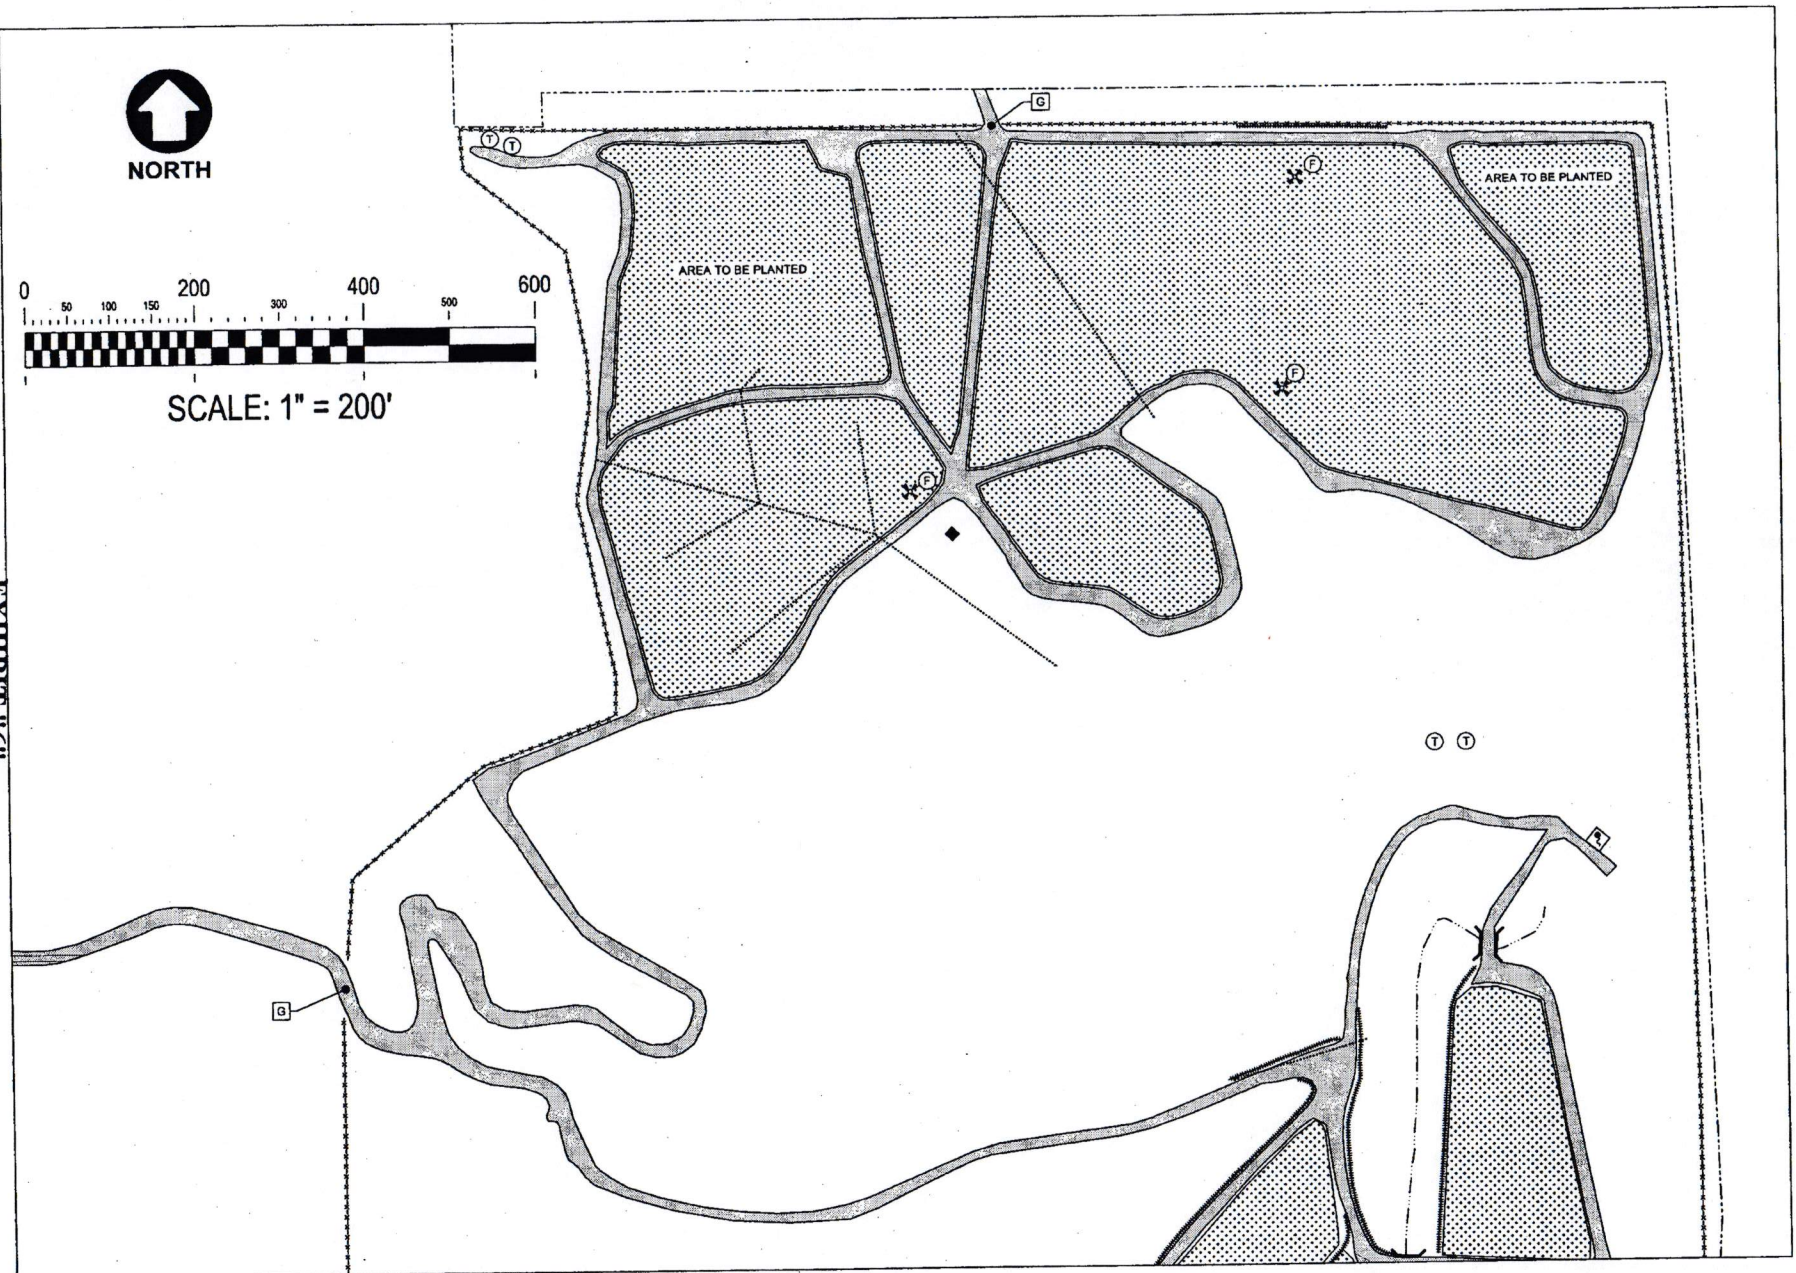 G
T
T
NORTH
F
AREA TO BE PLANTED
AREA TO BE PLANTED
0 200 400 600
50 100 150 300 500
SCALE: 1" = 200'
F
F
T T
G